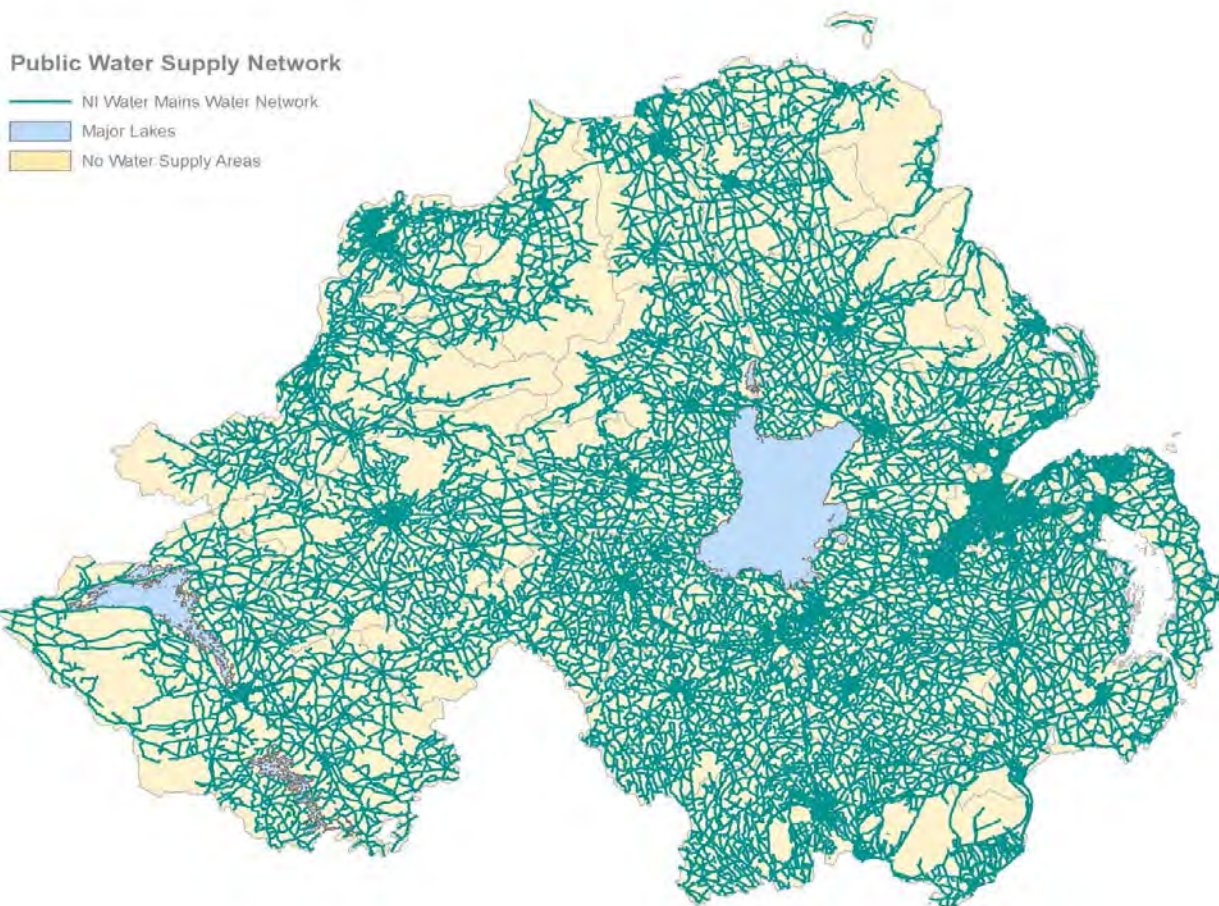 Public Water Supply Network
NI Water Mains Water Network
Major Lakes
No Water Supply Areas